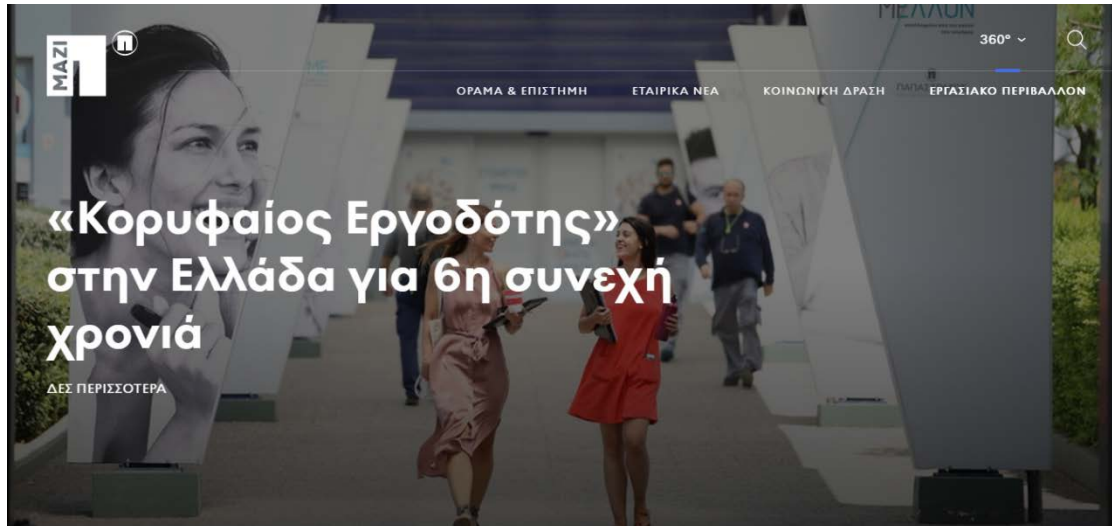 ΜΕΛΛΟΝ
ΜΑΖΙ
360°
ΟΡΑΜΑ & ΕΠΙΣΤΗΜΗ
ΕΤΑΙΡΙΚΑ ΝΕΑ
ΚΟΙΝΩΝΙΚΗ ΔΡΑΣΗ
ΕΡΓΑΣΙΑΚΟ ΠΕΡΙΒΑΛΛΟΝ
«Κορυφαίος Εργοδότης»
στην Ελλάδα για 6η συνεχή
χρονιά
ΔΕΣ ΠΕΡΙΣΣΟΤΕΡΑ